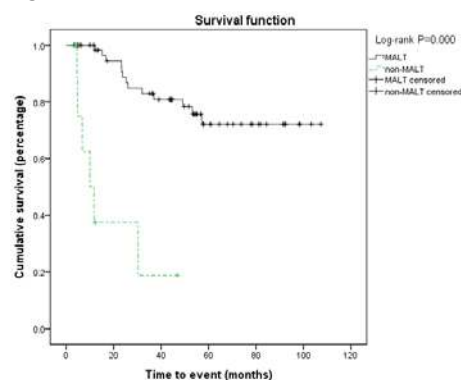 Survival function
Log-rank P=0.000
MALT
non-MALT
MALT censored
non-MALT censored
Cumulative survival (percentage)
1.0
0.8
0.6
0.4
0.2
0.0
0 20 40 60 80 100 120
Time to event (months)